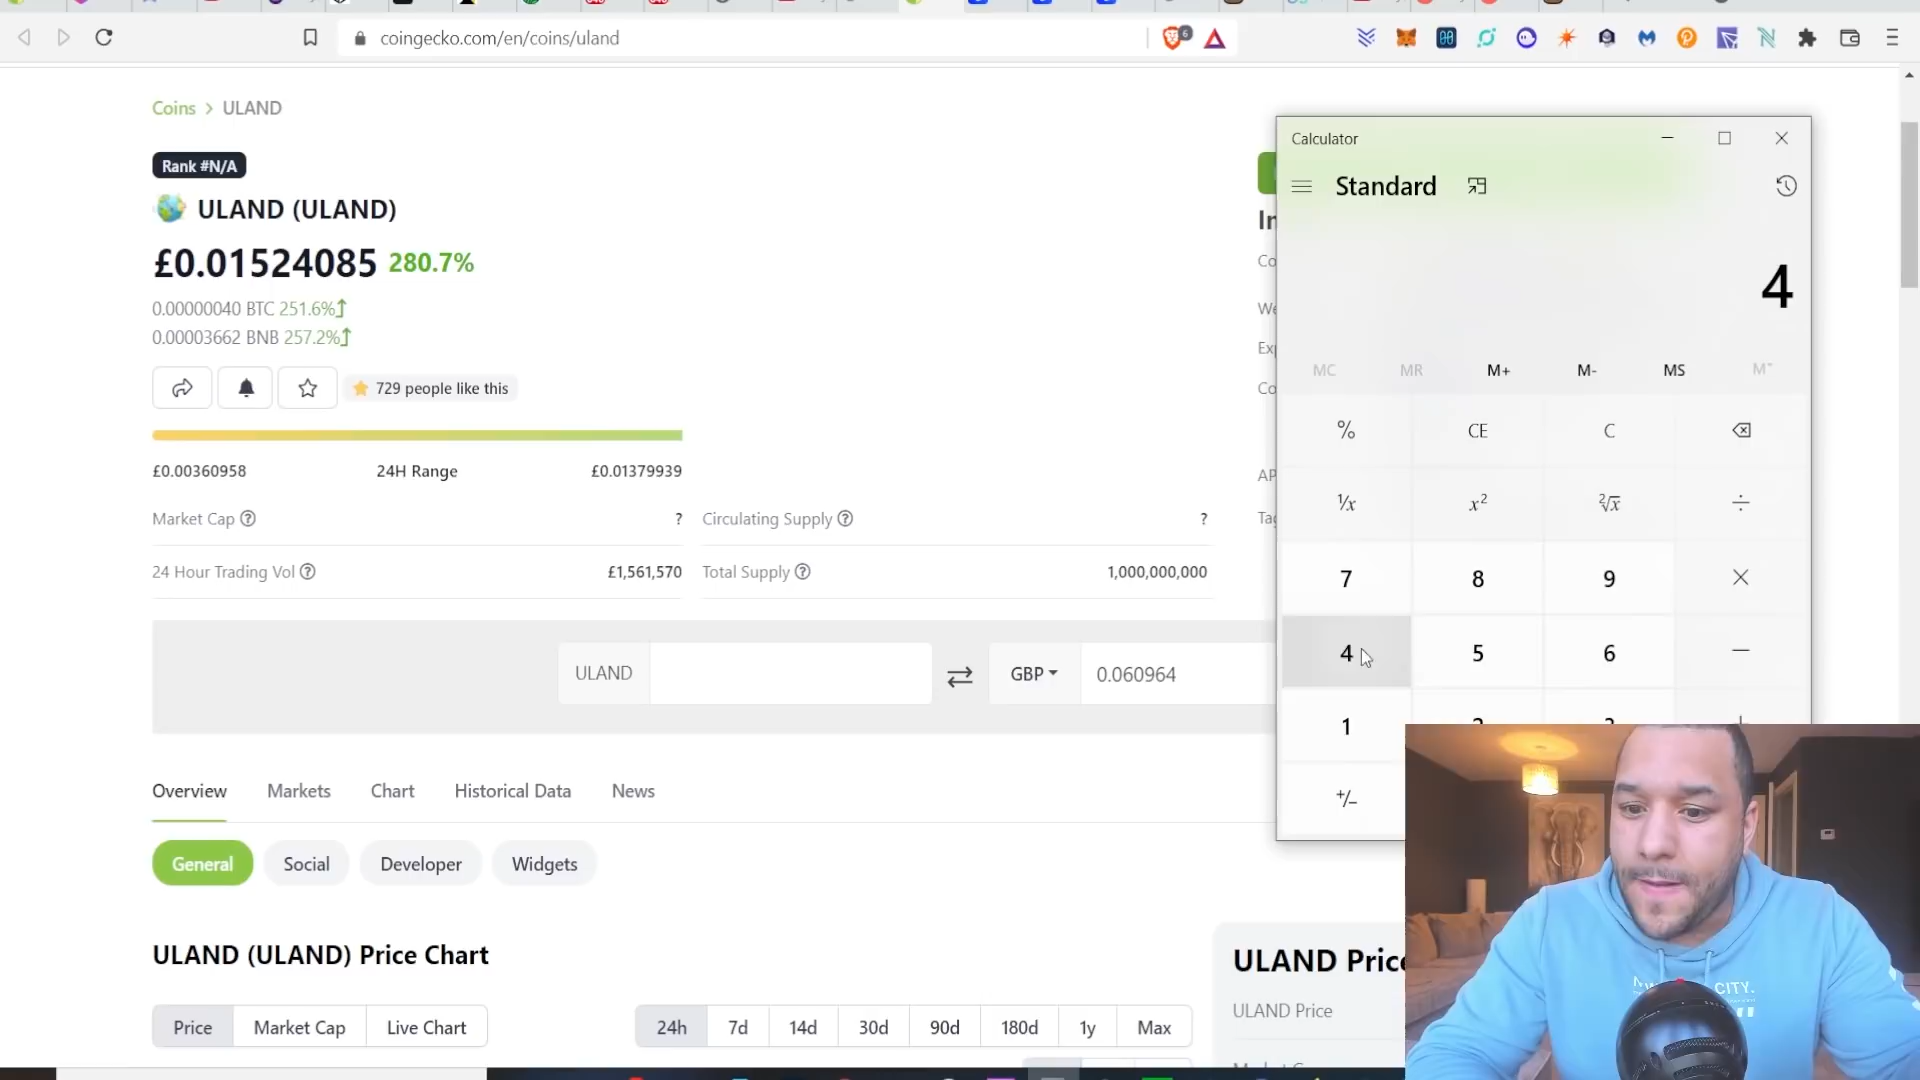 coingecko.com/en/coins/uland
6
Coins > ULAND
Rank #N/A
ULAND (ULAND)
£0.01524085 280.7%
0.00000040 BTC 251.6%
0.00003662 BNB 257.2%
729 people like this
£0.00360958 24H Range £0.01379939
Market Cap ? ?
Circulating Supply ? ?
24 Hour Trading Vol ? £1,561,570
Total Supply ? 1,000,000,000
ULAND
GBP 0.060964
Overview Markets Chart Historical Data News
General Social Developer Widgets
ULAND (ULAND) Price Chart
Price Market Cap Live Chart
24h 7d 14d 30d 90d 180d 1y Max
ULAND Price
ULAND Price
Calculator
Standard
4
MC MR M+ M- MS M˅
% CE C
¹/x x² ²√x ÷
7 8 9 ×
4 5 6 −
1
+/−
CITY.